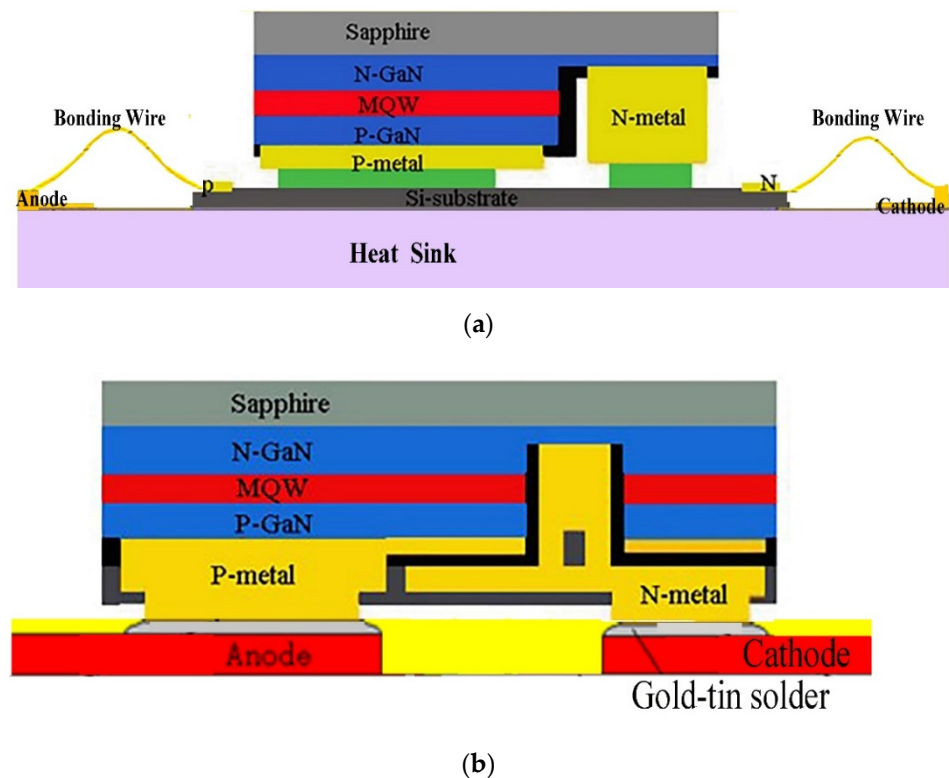 Sapphire
N-GaN
MQW
P-GaN
P-metal
N-metal
Bonding Wire
Bonding Wire
p
N
Anode
Si-substrate
Cathode
Heat Sink
(a)
Sapphire
N-GaN
MQW
P-GaN
P-metal
N-metal
Anode
Cathode
Gold-tin solder
(b)